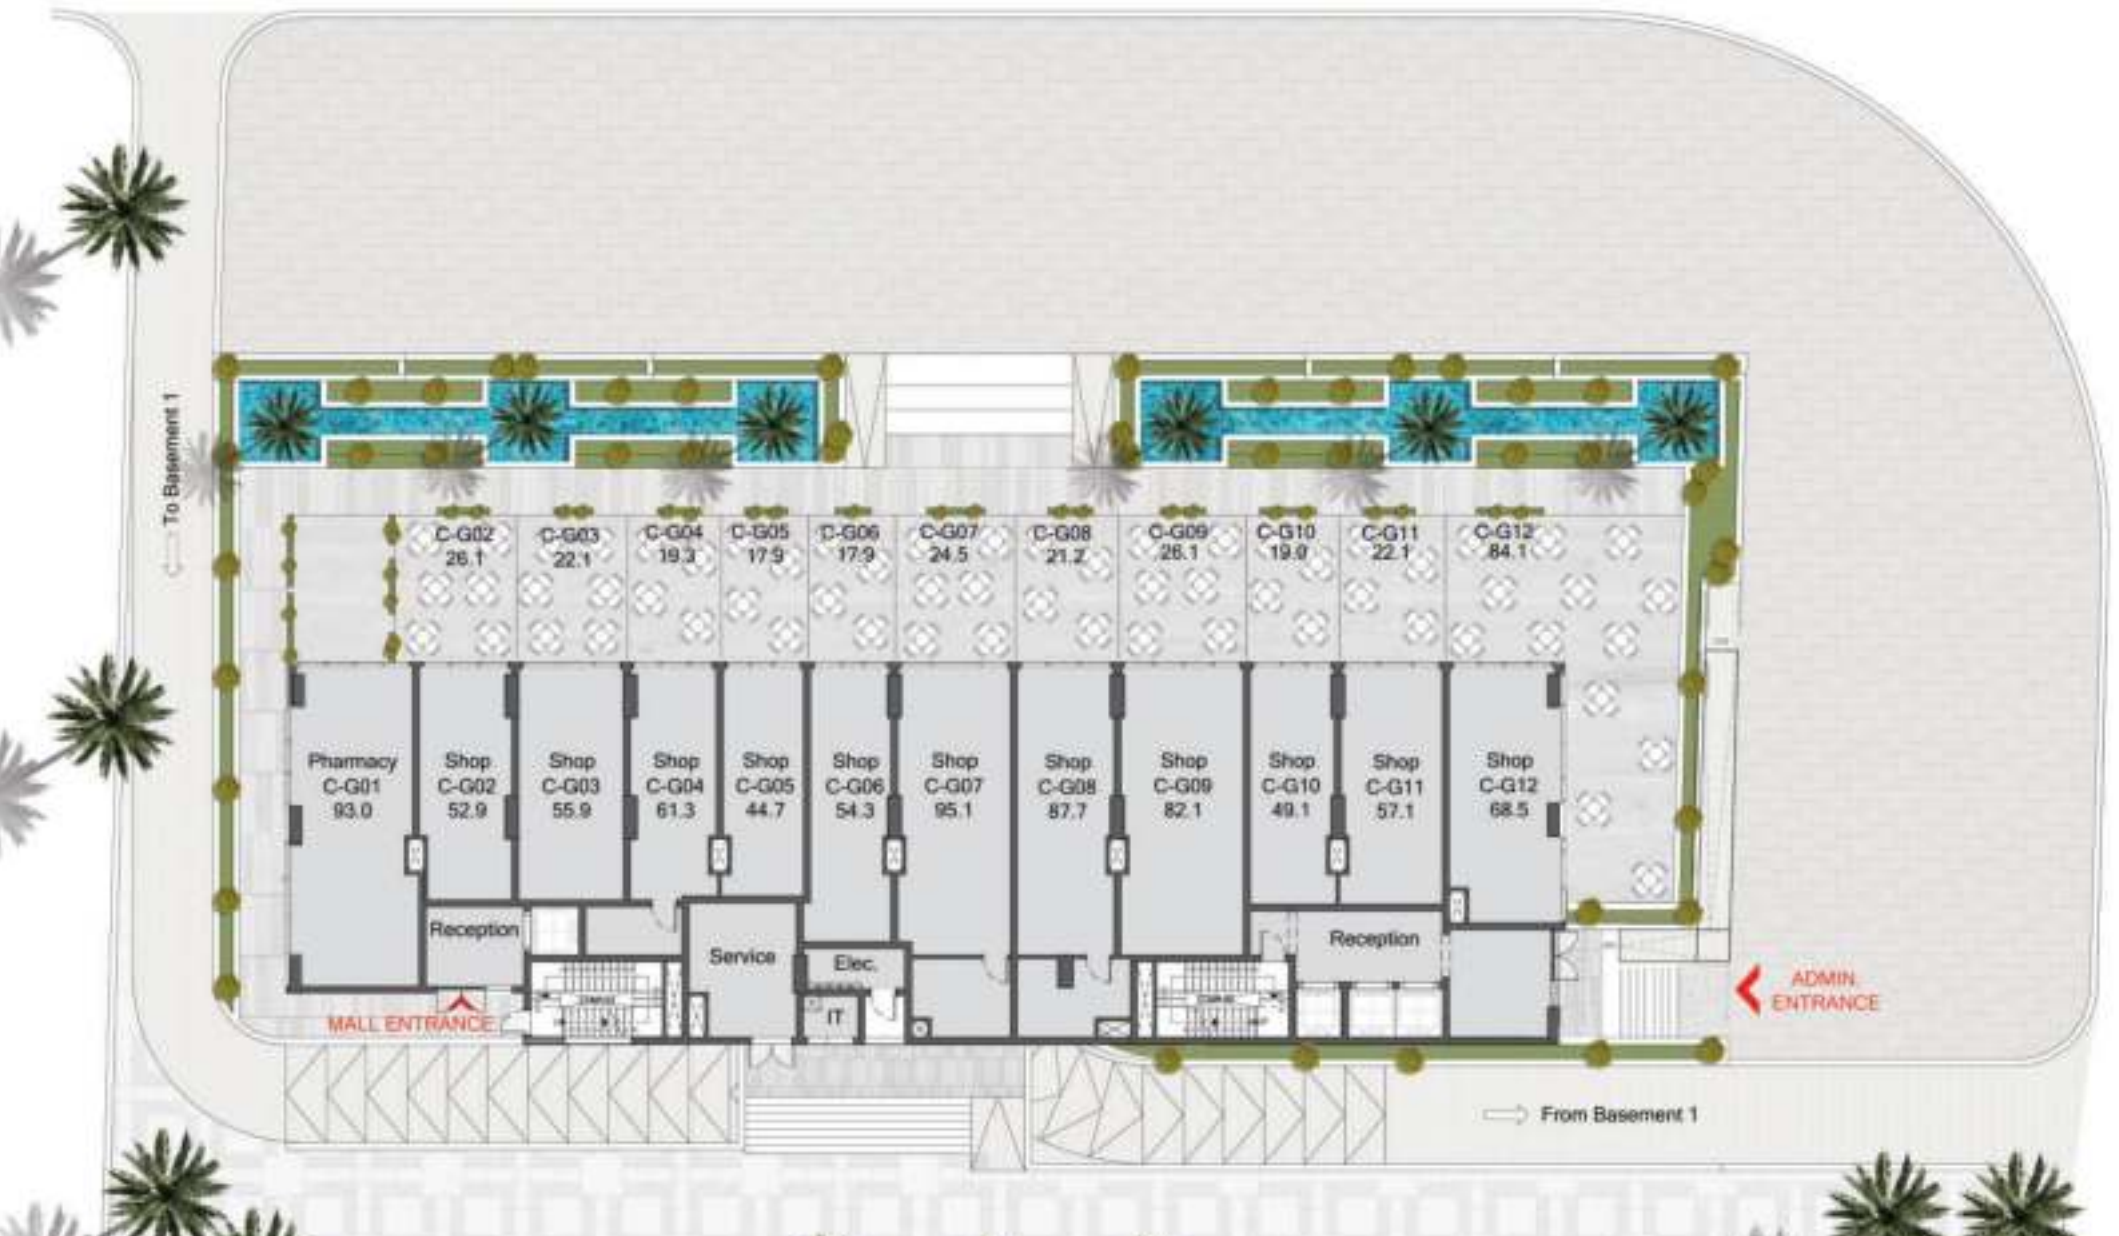 To Basement 1
C-G02
26.1
C-G03
22.1
C-G04
19.3
C-G05
17.9
C-G06
17.9
C-G07
24.5
C-G08
21.2
C-G09
26.1
C-G10
19.0
C-G11
22.1
C-G12
84.1
Pharmacy
C-G01
93.0
Shop
C-G02
52.9
Shop
C-G03
55.9
Shop
C-G04
61.3
Shop
C-G05
44.7
Shop
C-G06
54.3
Shop
C-G07
95.1
Shop
C-G08
87.7
Shop
C-G09
82.1
Shop
C-G10
49.1
Shop
C-G11
57.1
Shop
C-G12
68.5
Reception
Service
Elec.
IT
Reception
MALL ENTRANCE
ADMIN
ENTRANCE
From Basement 1